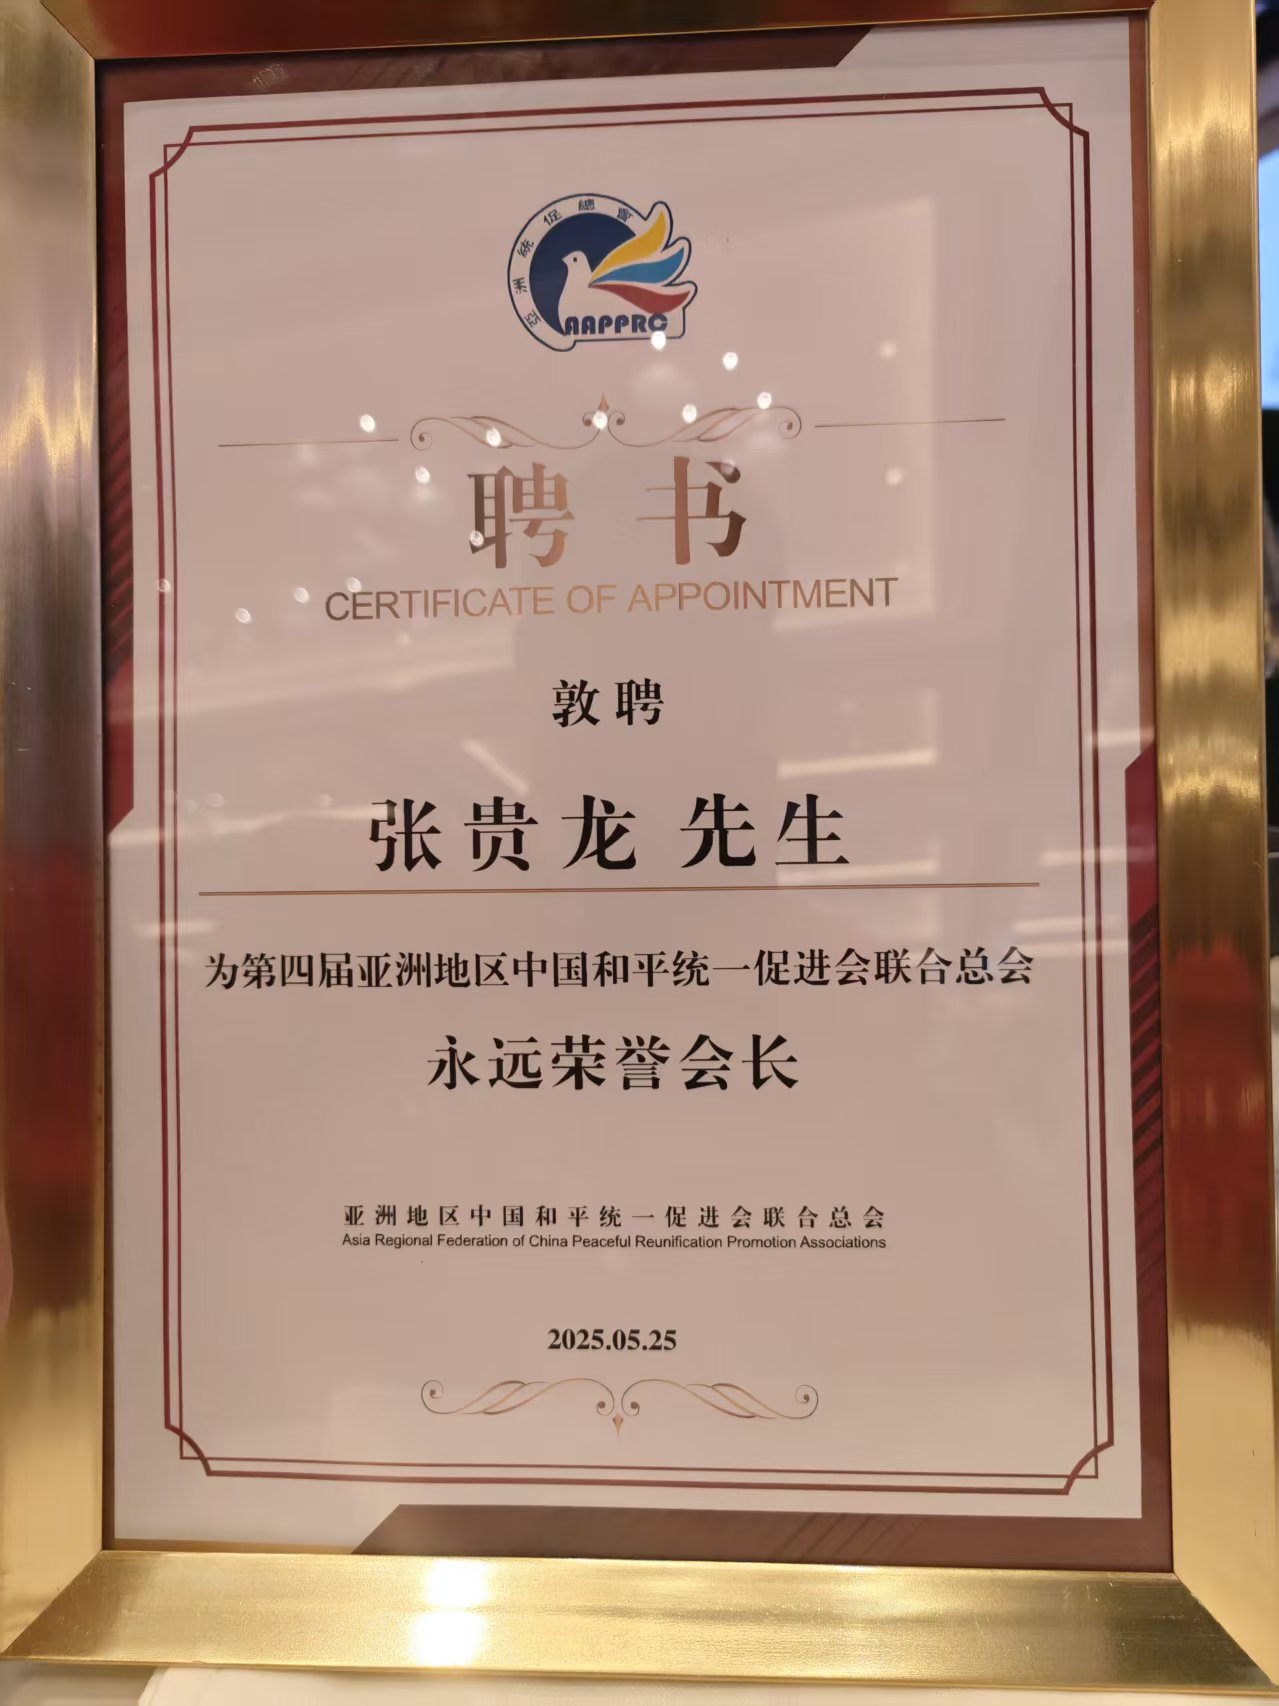 亞洲統促總會
AAPPRC
聘书
CERTIFICATE OF APPOINTMENT
敦聘
张贵龙 先生
为第四届亚洲地区中国和平统一促进会联合总会
永远荣誉会长
亚洲地区中国和平统一促进会联合总会
Asia Regional Federation of China Peaceful Reunification Promotion Associations
2025.05.25